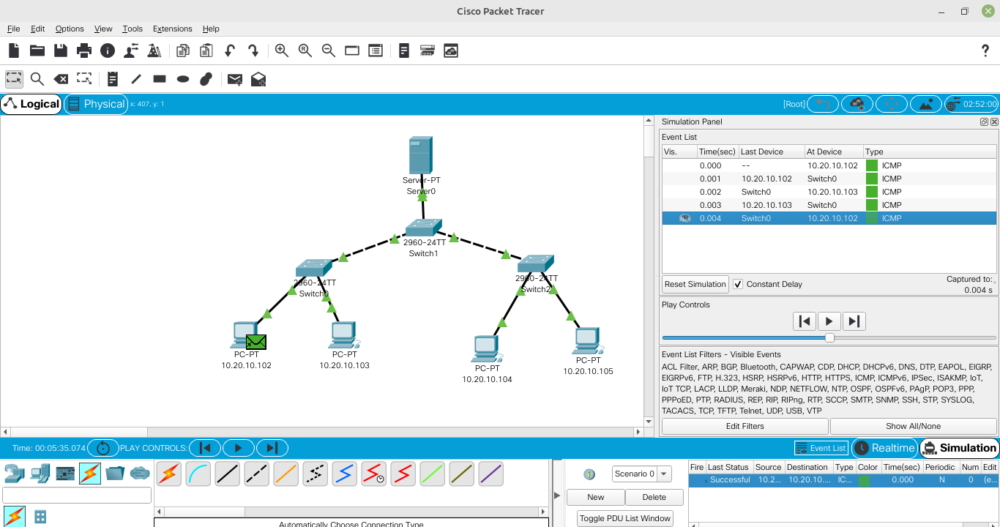 Cisco Packet Tracer
File Edit Options View Tools Extensions Help
Logical Physical x: 407, y: 1 [Root] 02:52:00
Simulation Panel
Event List
Vis. Time(sec) Last Device At Device Type
0.000 -- 10.20.10.102 ICMP
0.001 10.20.10.102 Switch0 ICMP
0.002 Switch0 10.20.10.103 ICMP
0.003 10.20.10.103 Switch0 ICMP
0.004 Switch0 10.20.10.102 ICMP
Reset Simulation Constant Delay Captured to:
0.004 s
Play Controls
Event List Filters - Visible Events
ACL Filter, ARP, BGP, Bluetooth, CAPWAP, CDP, DHCP, DHCPv6, DNS, DTP, EAPOL, EIGRP,
EIGRPv6, FTP, H.323, HSRP, HSRPv6, HTTP, HTTPS, ICMP, ICMPv6, IPSec, ISAKMP, IoT,
IoT TCP, LACP, LLDP, Meraki, NDP, NETFLOW, NTP, OSPF, OSPFv6, PAgP, POP3, PPP,
PPPoED, PTP, RADIUS, REP, RIP, RIPng, RTP, SCCP, SMTP, SNMP, SSH, STP, SYSLOG,
TACACS, TCP, TFTP, Telnet, UDP, USB, VTP
Edit Filters Show All/None
Server-PT
Server0
2960-24TT
Switch1
2960-24TT
Switch0
2960-24TT
Switch2
PC-PT
10.20.10.102
PC-PT
10.20.10.103
PC-PT
10.20.10.104
PC-PT
10.20.10.105
Time: 00:05:35.074 PLAY CONTROLS: Event List Realtime Simulation
Scenario 0
New Delete
Toggle PDU List Window
Fire Last Status Source Destination Type Color Time(sec) Periodic Num Edit
Successful 10.2... 10.20.10.... IC... 0.000 N 0 (e...
Automatically Choose Connection Type